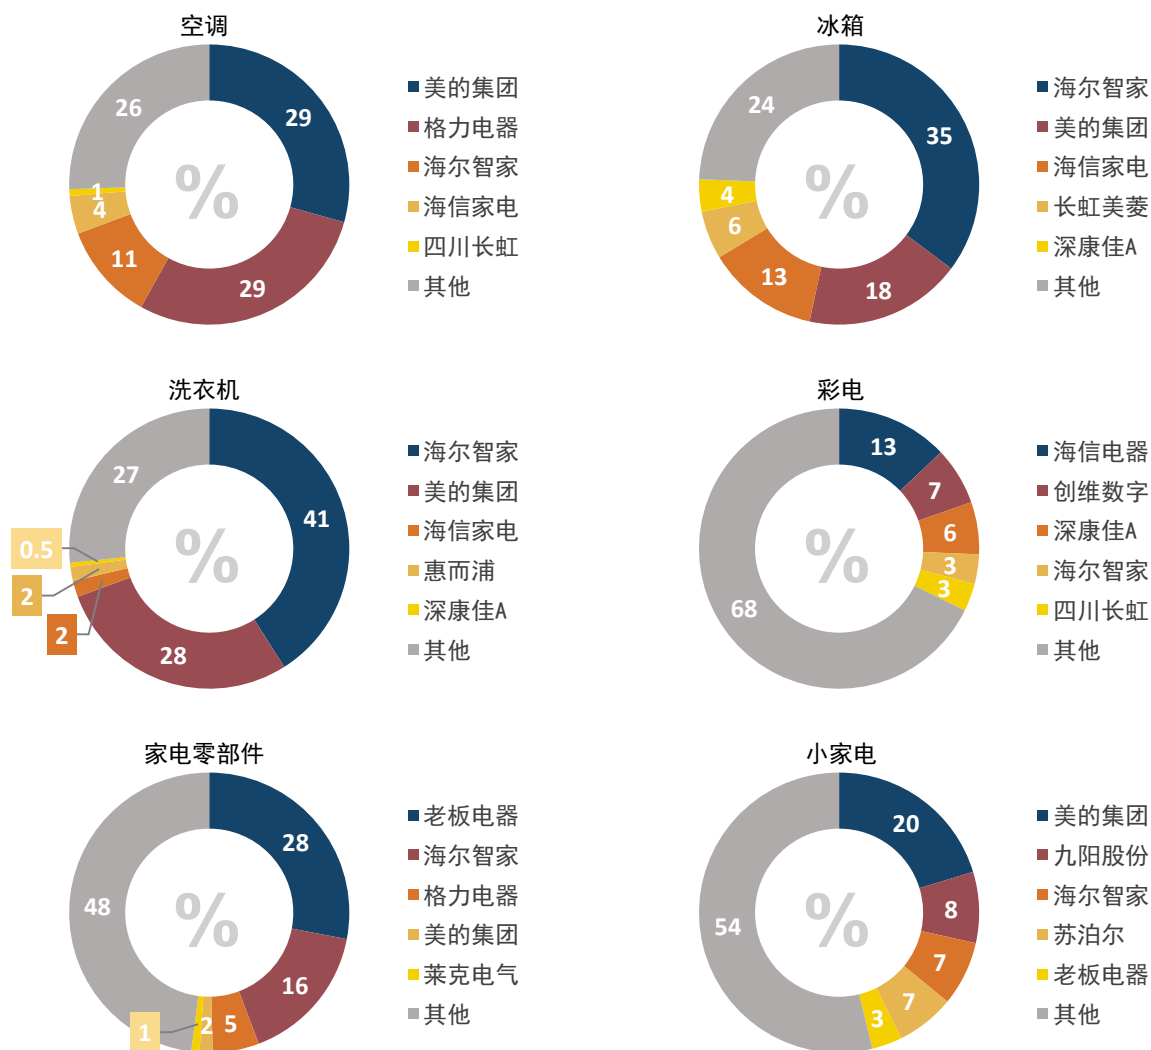 空调
29
29
11
4
1
26
%
美的集团
格力电器
海尔智家
海信家电
四川长虹
其他
冰箱
35
18
13
6
4
24
%
海尔智家
美的集团
海信家电
长虹美菱
深康佳A
其他
洗衣机
41
28
2
2
0.5
27
%
海尔智家
美的集团
海信家电
惠而浦
深康佳A
其他
彩电
13
7
6
3
3
68
%
海信电器
创维数字
深康佳A
海尔智家
四川长虹
其他
家电零部件
28
16
5
2
1
48
%
老板电器
海尔智家
格力电器
美的集团
莱克电气
其他
小家电
20
8
7
7
3
54
%
美的集团
九阳股份
海尔智家
苏泊尔
老板电器
其他